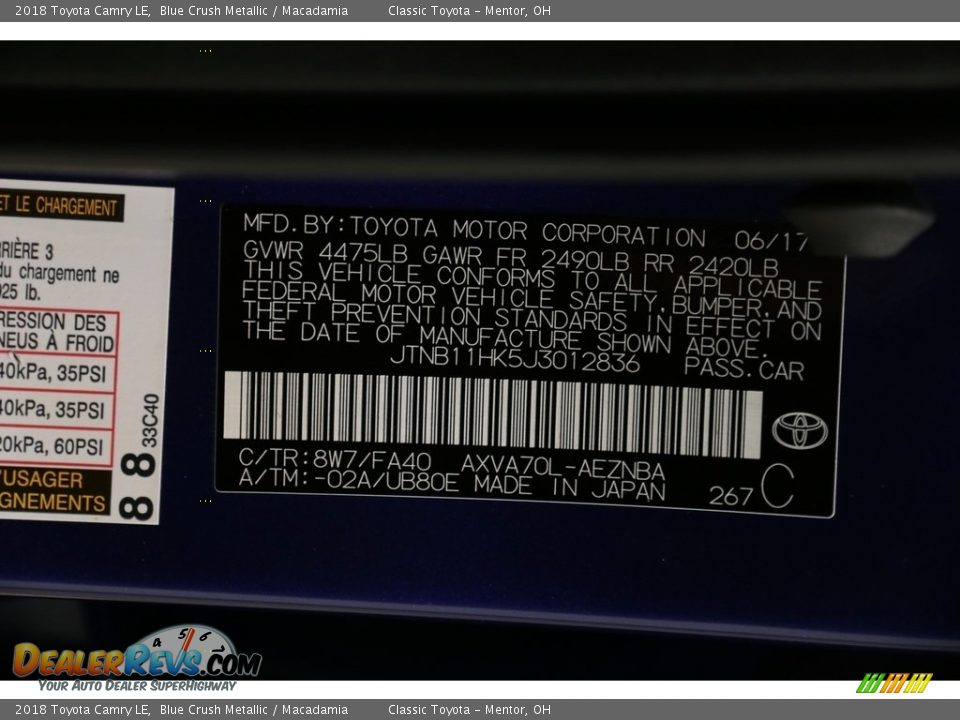 2018 Toyota Camry LE, Blue Crush Metallic / Macadamia Classic Toyota - Mentor, OH
ET LE CHARGEMENT
RRIÈRE 3
du chargement ne
925 lb.
RESSION DES
NEUS À FROID
40kPa, 35PSI
40kPa, 35PSI
20kPa, 60PSI
L'USAGER
GNEMENTS
33C40
8 8
MFD. BY: TOYOTA MOTOR CORPORATION 06/17
GVWR 4475LB GAWR FR 2490LB RR 2420LB
THIS VEHICLE CONFORMS TO ALL APPLICABLE
FEDERAL MOTOR VEHICLE SAFETY, BUMPER, AND
THEFT PREVENTION STANDARDS IN EFFECT ON
THE DATE OF MANUFACTURE SHOWN ABOVE.
JTNB11HK5J3012836 PASS. CAR
C/TR: 8W7/FA40 AXVA70L-AEZNBA
A/TM: -02A/UB80E MADE IN JAPAN 267 C
4 5 6
DEALERREVS.COM
YOUR AUTO DEALER SUPERHIGHWAY
2018 Toyota Camry LE, Blue Crush Metallic / Macadamia Classic Toyota - Mentor, OH